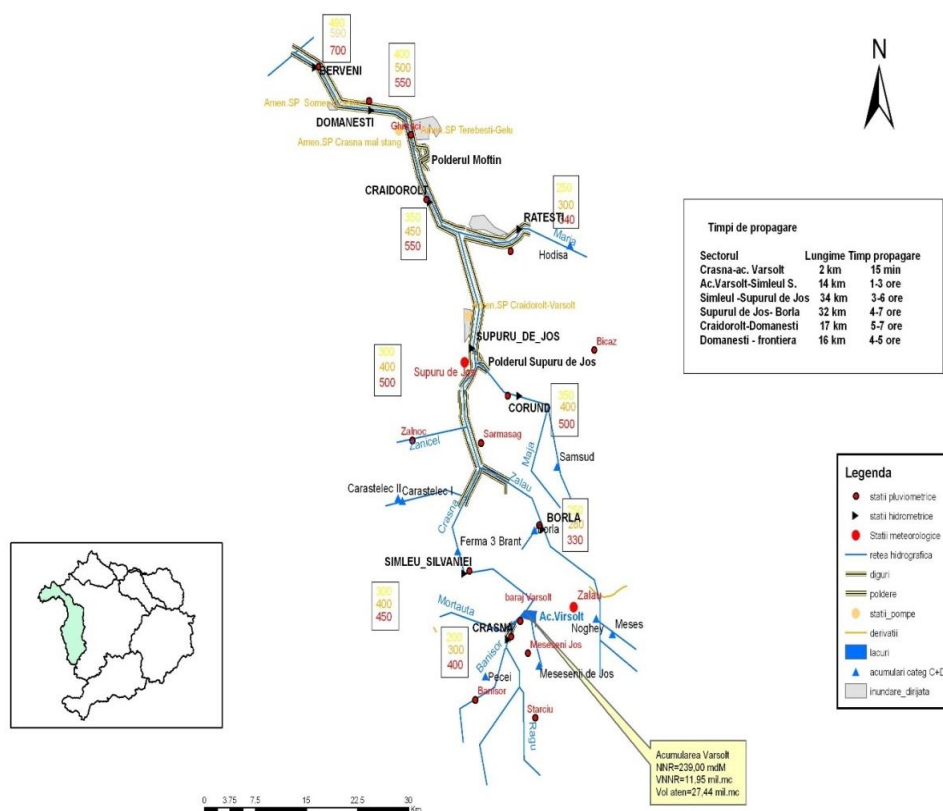 480
590
700
BERVENI
400
500
550
N
DOMANESTI
Amen.SP Terebesti-Gelu
Amen.SP Crasna mal stang
Polderul Moftin
CRAIDOROLT
250
300
340
RATESTI
Maria
Hodisa
350
450
550
Timpi de propagare
Sectorul Lungime Timp propagare
Crasna-ac. Varsolt 2 km 15 min
Ac.Varsolt-Simleul S. 14 km 1-3 ore
Simleul -Supurul de Jos 34 km 3-6 ore
Supurul de Jos- Borla 32 km 4-7 ore
Craidorolt-Domanesti 17 km 5-7 ore
Domanesti - frontiera 16 km 4-5 ore
Amen.SP Craidorolt-Varsolt
SUPURU_DE_JOS
Bicaz
Polderul Supuru de Jos
Supuru de Jos
300
400
500
CORUND
350
400
500
Zalnoc
Zanicel
Sarmasag
Maja
Samsud
Zalau
Carastelec II
Carastelec I
Crasna
BORLA
Borla
330
Ferma 3 Brant
SIMLEU_SILVANIEI
300
400
450
Mortauta
baraj Varsolt
Zalau
Ac.Virsolt
CRASNA
200
300
400
Noghey
Meses
Meseseni Jos
Banisor
Pecei
Mesesenii de Jos
Banisor
Starciu
Ragu
Legenda
statii pluviometrice
statii hidrometrice
Statii meteorologice
retea hidrografica
diguri
poldere
statii_pompe
derivatii
lacuri
acumulari categ C+D
inundare_dirijata
Acumularea Varsolt
NNR=239,00 mdM
VNNR=11,95 mil.mc
Vol aten=27,44 mil.mc
0 3.75 7.5 15 22.5 30
Km